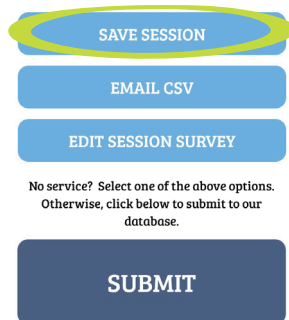 SAVE SESSION
EMAIL CSV
EDIT SESSION SURVEY
No service? Select one of the above options.
Otherwise, click below to submit to our
database.
SUBMIT